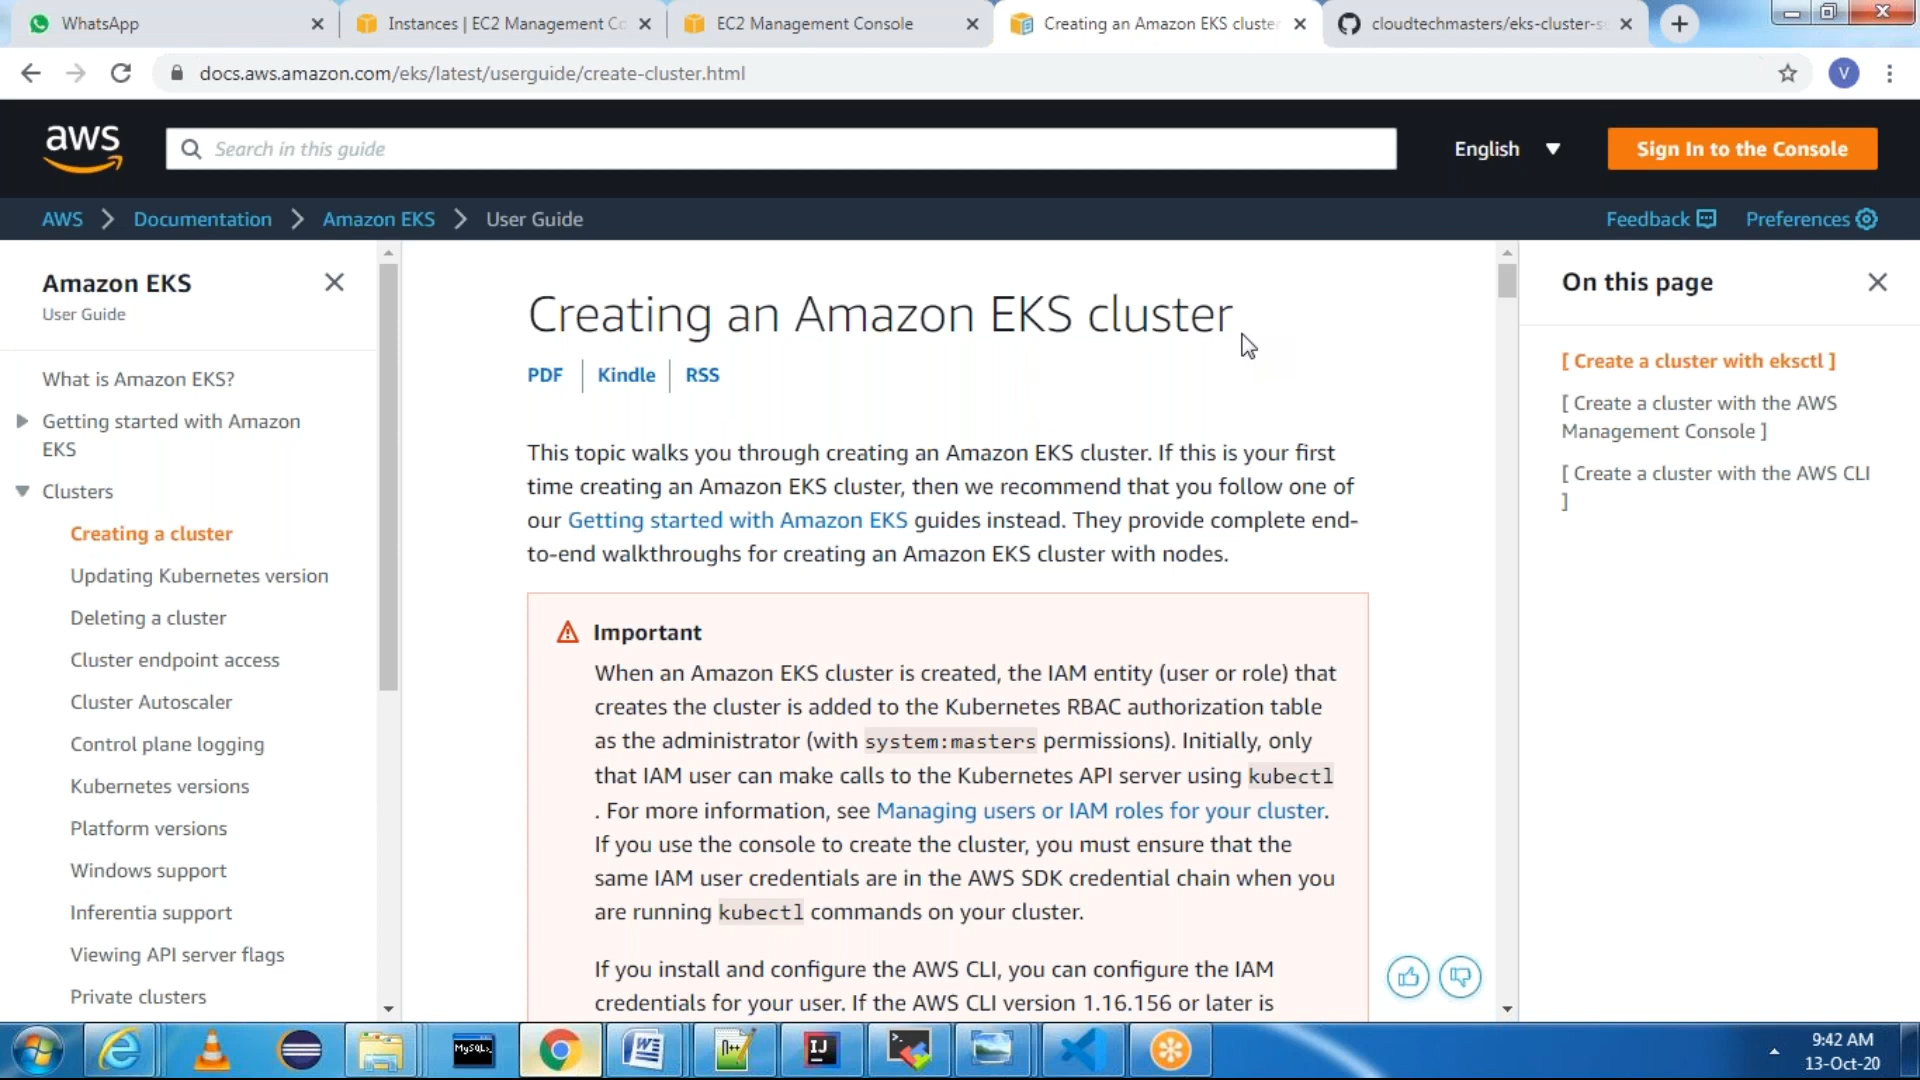 WhatsApp
Instances | EC2 Management Co
EC2 Management Console
Creating an Amazon EKS cluster
cloudtechmasters/eks-cluster-s
docs.aws.amazon.com/eks/latest/userguide/create-cluster.html
V
aws
Search in this guide
English
Sign In to the Console
AWS
Documentation
Amazon EKS
User Guide
Feedback
Preferences
Amazon EKS
User Guide
What is Amazon EKS?
Getting started with Amazon
EKS
Clusters
Creating a cluster
Updating Kubernetes version
Deleting a cluster
Cluster endpoint access
Cluster Autoscaler
Control plane logging
Kubernetes versions
Platform versions
Windows support
Inferentia support
Viewing API server flags
Private clusters
Creating an Amazon EKS cluster
PDF
Kindle
RSS
This topic walks you through creating an Amazon EKS cluster. If this is your first
time creating an Amazon EKS cluster, then we recommend that you follow one of
our Getting started with Amazon EKS guides instead. They provide complete end-
to-end walkthroughs for creating an Amazon EKS cluster with nodes.
Important
When an Amazon EKS cluster is created, the IAM entity (user or role) that
creates the cluster is added to the Kubernetes RBAC authorization table
as the administrator (with system:masters permissions). Initially, only
that IAM user can make calls to the Kubernetes API server using kubectl
. For more information, see Managing users or IAM roles for your cluster.
If you use the console to create the cluster, you must ensure that the
same IAM user credentials are in the AWS SDK credential chain when you
are running kubectl commands on your cluster.
If you install and configure the AWS CLI, you can configure the IAM
credentials for your user. If the AWS CLI version 1.16.156 or later is
On this page
[ Create a cluster with eksctl ]
[ Create a cluster with the AWS
Management Console ]
[ Create a cluster with the AWS CLI
]
MySQL>
W
N++
IJ
9:42 AM
13-Oct-20